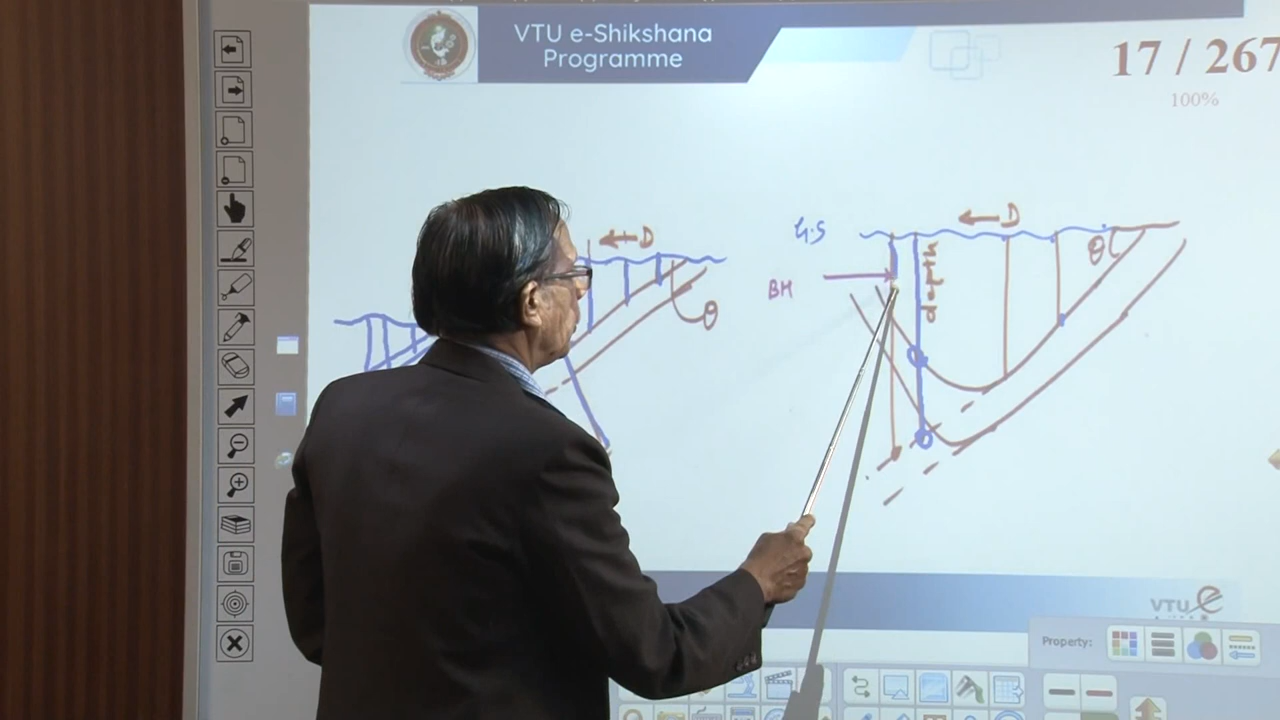 VTU e-Shikshana
Programme
17 / 267
100%
G.S
D
D
θ
BH
depth
θ
VTU e
Property: